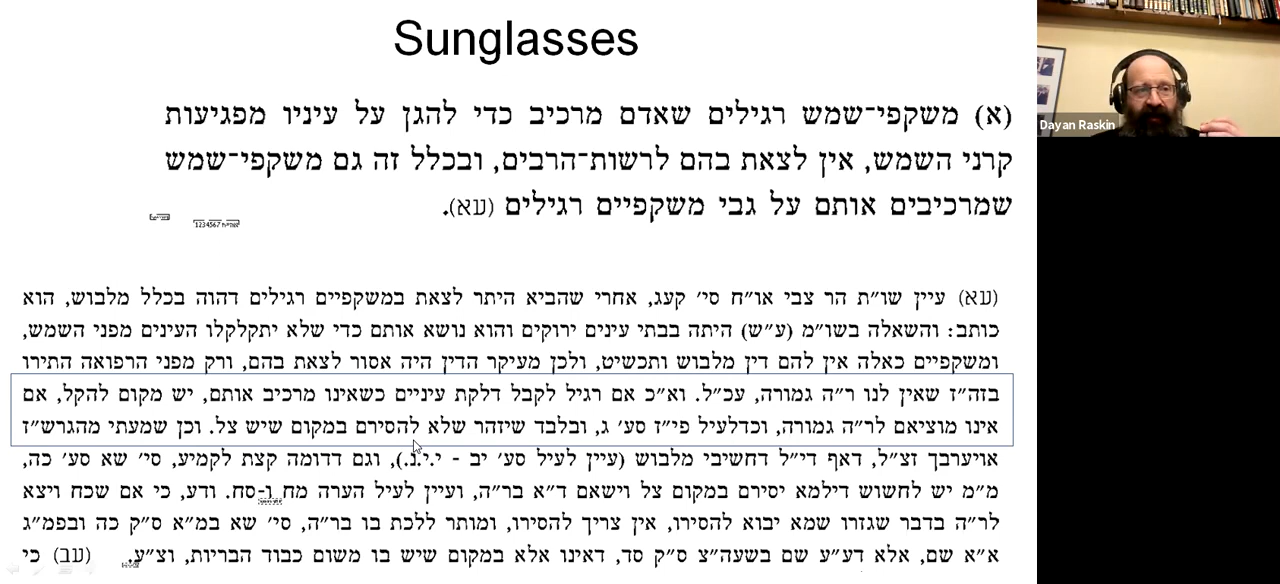 Sunglasses
Dayan Raskin
(א) משקפי־שמש רגילים שאדם מרכיב כדי להגן על עיניו מפגיעות
קרני השמש, אין לצאת בהם לרשות־הרבים, ובכלל זה גם משקפי־שמש
שמרכיבים אותם על גבי משקפיים רגילים (עא).
(עא) עיין שו״ת הר צבי או״ח סי׳ קעג, אחרי שהביא היתר לצאת במשקפיים רגילים דהוה בכלל מלבוש, הוא
כותב: והשאלה בשו״מ (ע״ש) היתה בבתי עינים ירוקים והוא נושא אותם כדי שלא יתקלקלו העינים מפני השמש,
ומשקפיים כאלה אין להם דין מלבוש ותכשיט, ולכן מעיקר הדין היה אסור לצאת בהם, ורק מפני הרפואה התירו
בזה״ז שאין לנו ר״ה גמורה, עכ״ל. וא״כ אם רגיל לקבל דלקת עיניים כשאינו מרכיב אותם, יש מקום להקל, אם
אינו מוציאם לר״ה גמורה, וכדלעיל פי״ז סע׳ ג, ובלבד שיזהר שלא להסירם במקום שיש צל. וכן שמעתי מהגרש״ז
אויערבך זצ״ל, דאף די״ל דחשיבי מלבוש (עיין לעיל סע׳ יב - י.י.נ.), וגם דדומה קצת לקמיע, סי׳ שא סע׳ כה,
מ״מ יש לחשוש דילמא יסירם במקום צל וישאם ד״א בר״ה, ועיין לעיל הערה מח ו-סח. ודע, כי אם שכח ויצא
לר״ה בדבר שגזרו שמא יבוא להסירו, אין צריך להסירו, ומותר ללכת בו בר״ה, סי׳ שא במ״א ס״ק כה ובפמ״ג
א״א שם, אלא דע״ע שם בשעה״צ ס״ק סד, דאינו אלא במקום שיש בו משום כבוד הבריות, וצ״ע. (עב) כי